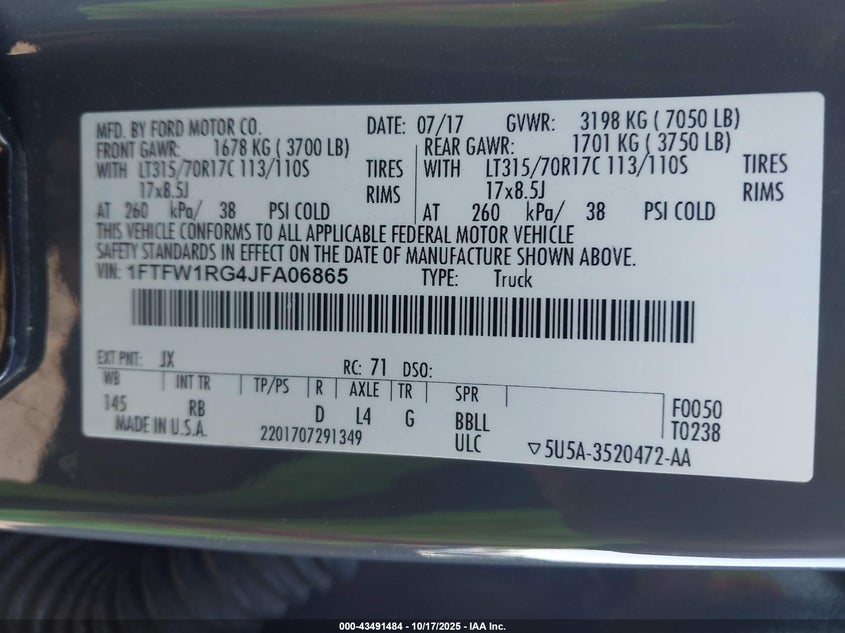 MFD. BY FORD MOTOR CO. DATE: 07/17 GVWR: 3198 KG ( 7050 LB)
FRONT GAWR: 1678 KG ( 3700 LB) REAR GAWR: 1701 KG ( 3750 LB)
WITH LT315/70R17C 113/110S TIRES WITH LT315/70R17C 113/110S TIRES
17x8.5J RIMS 17x8.5J RIMS
AT 260 kPa/ 38 PSI COLD AT 260 kPa/ 38 PSI COLD
THIS VEHICLE CONFORMS TO ALL APPLICABLE FEDERAL MOTOR VEHICLE
SAFETY STANDARDS IN EFFECT ON THE DATE OF MANUFACTURE SHOWN ABOVE.
VIN: 1FTFW1RG4JFA06865 TYPE: Truck
EXT PNT: JX RC: 71 DSO:
WB INT TR TP/PS R AXLE TR SPR
145 RB D L4 G BBLL F0050
MADE IN U.S.A. 2201707291349 ULC T0238
▽5U5A-3520472-AA
000-43491484 | 10/17/2025 - IAA Inc.